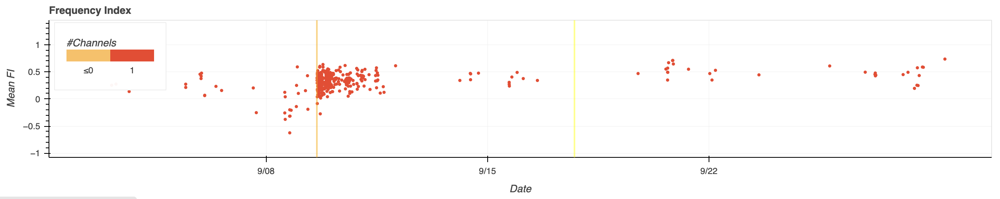 Frequency Index
#Channels
≤0 1
1
0.5
0
−0.5
−1
Mean FI
9/08 9/15 9/22
Date